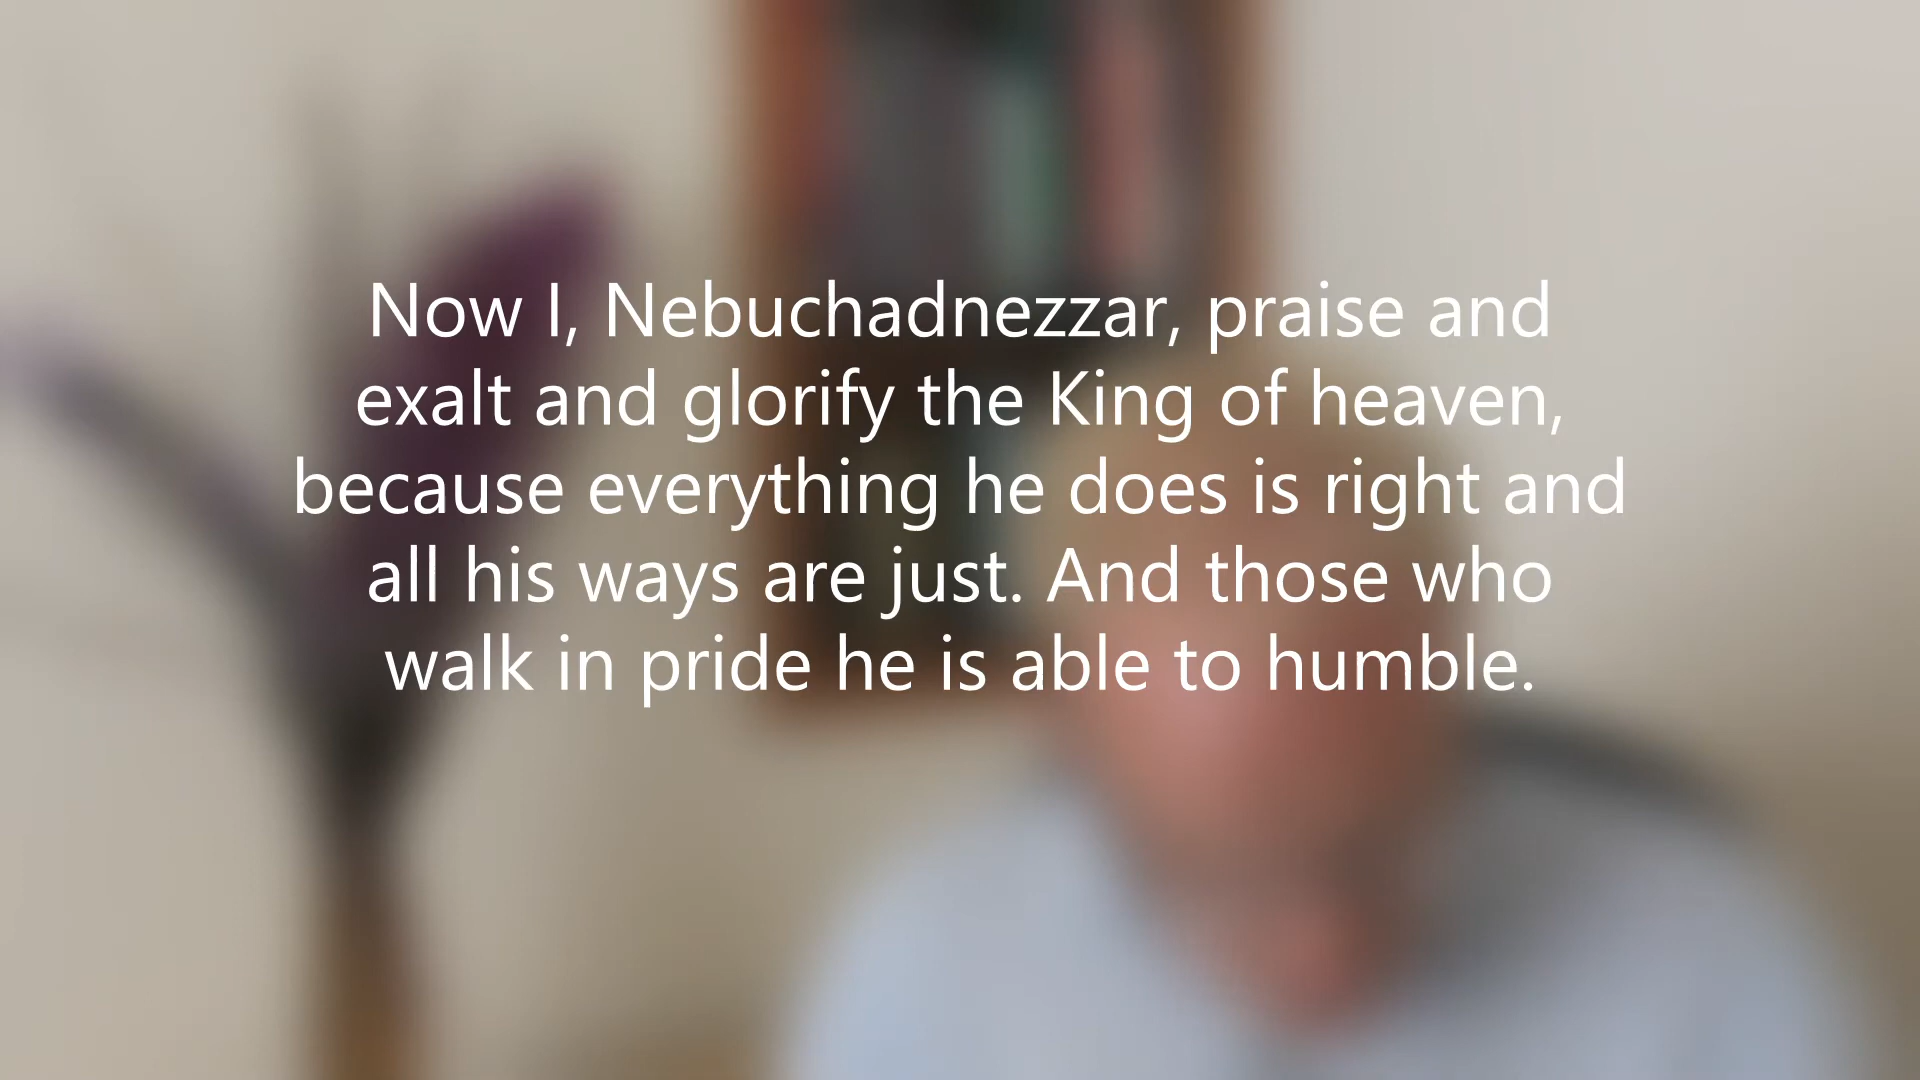 Now I, Nebuchadnezzar, praise and
exalt and glorify the King of heaven,
because everything he does is right and
all his ways are just. And those who
walk in pride he is able to humble.